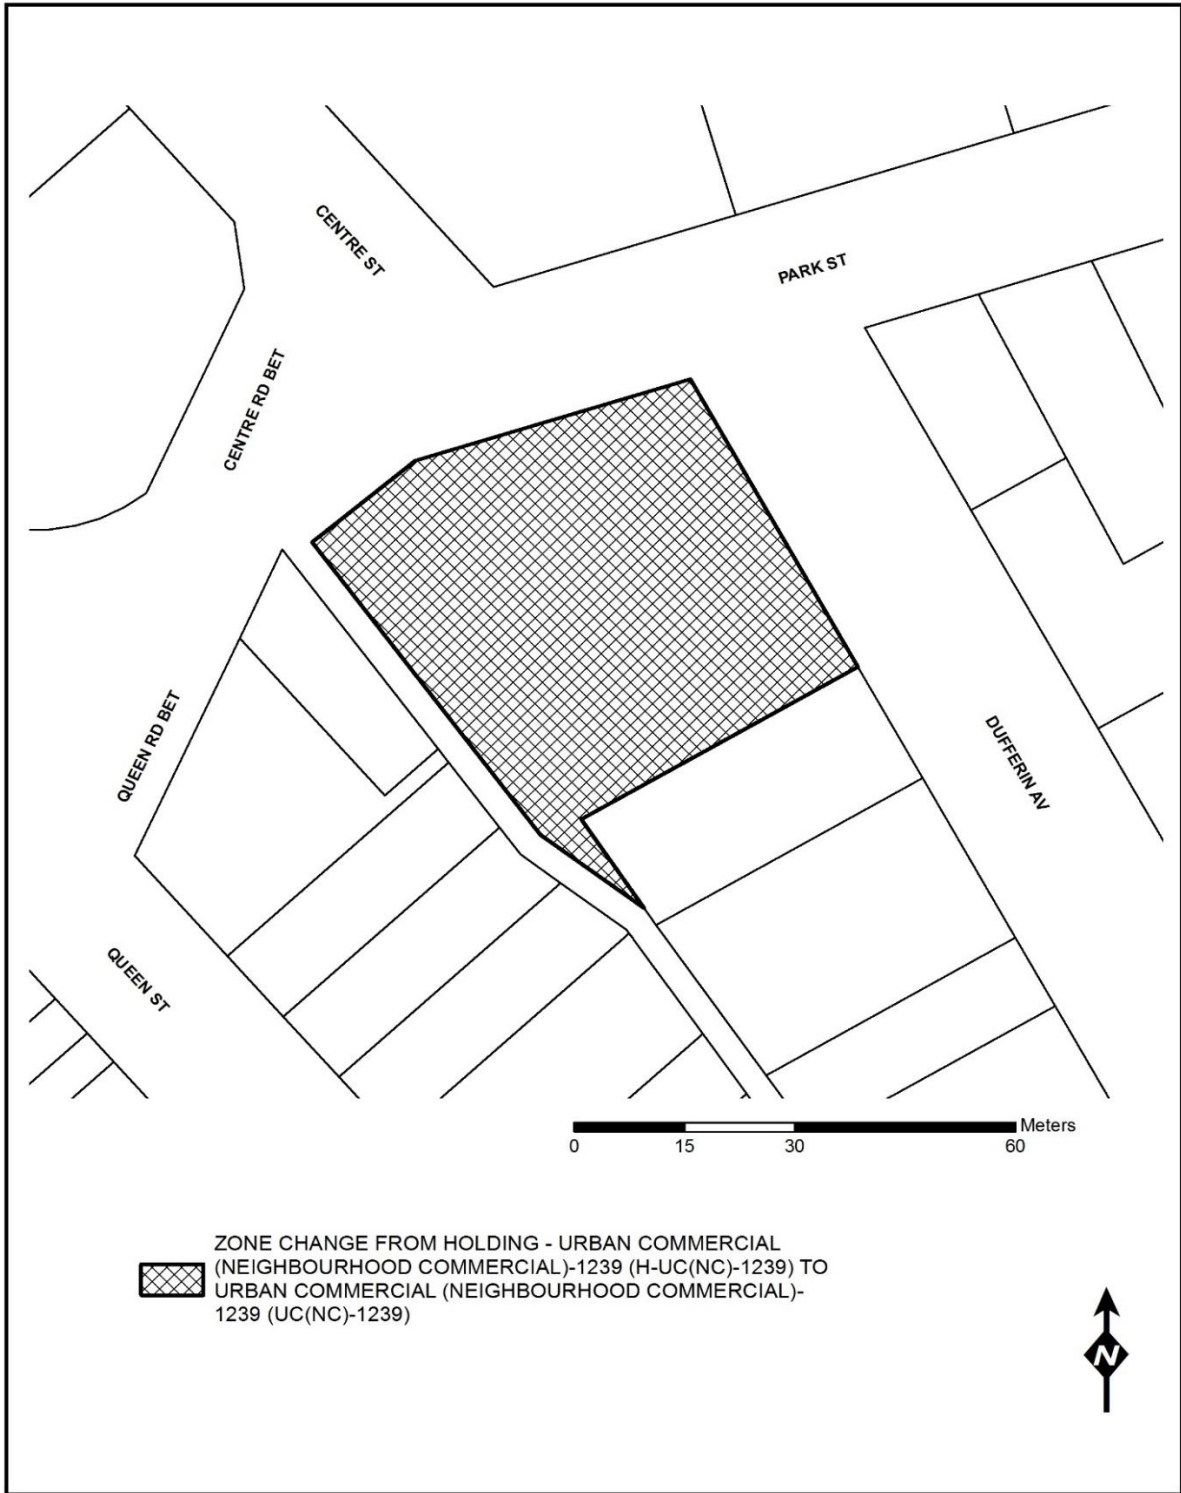 CENTRE ST
PARK ST
CENTRE RD BET
QUEEN RD BET
DUFFERIN AV
QUEEN ST
Meters
0 15 30 60
ZONE CHANGE FROM HOLDING - URBAN COMMERCIAL
(NEIGHBOURHOOD COMMERCIAL)-1239 (H-UC(NC)-1239) TO
URBAN COMMERCIAL (NEIGHBOURHOOD COMMERCIAL)-
1239 (UC(NC)-1239)
N